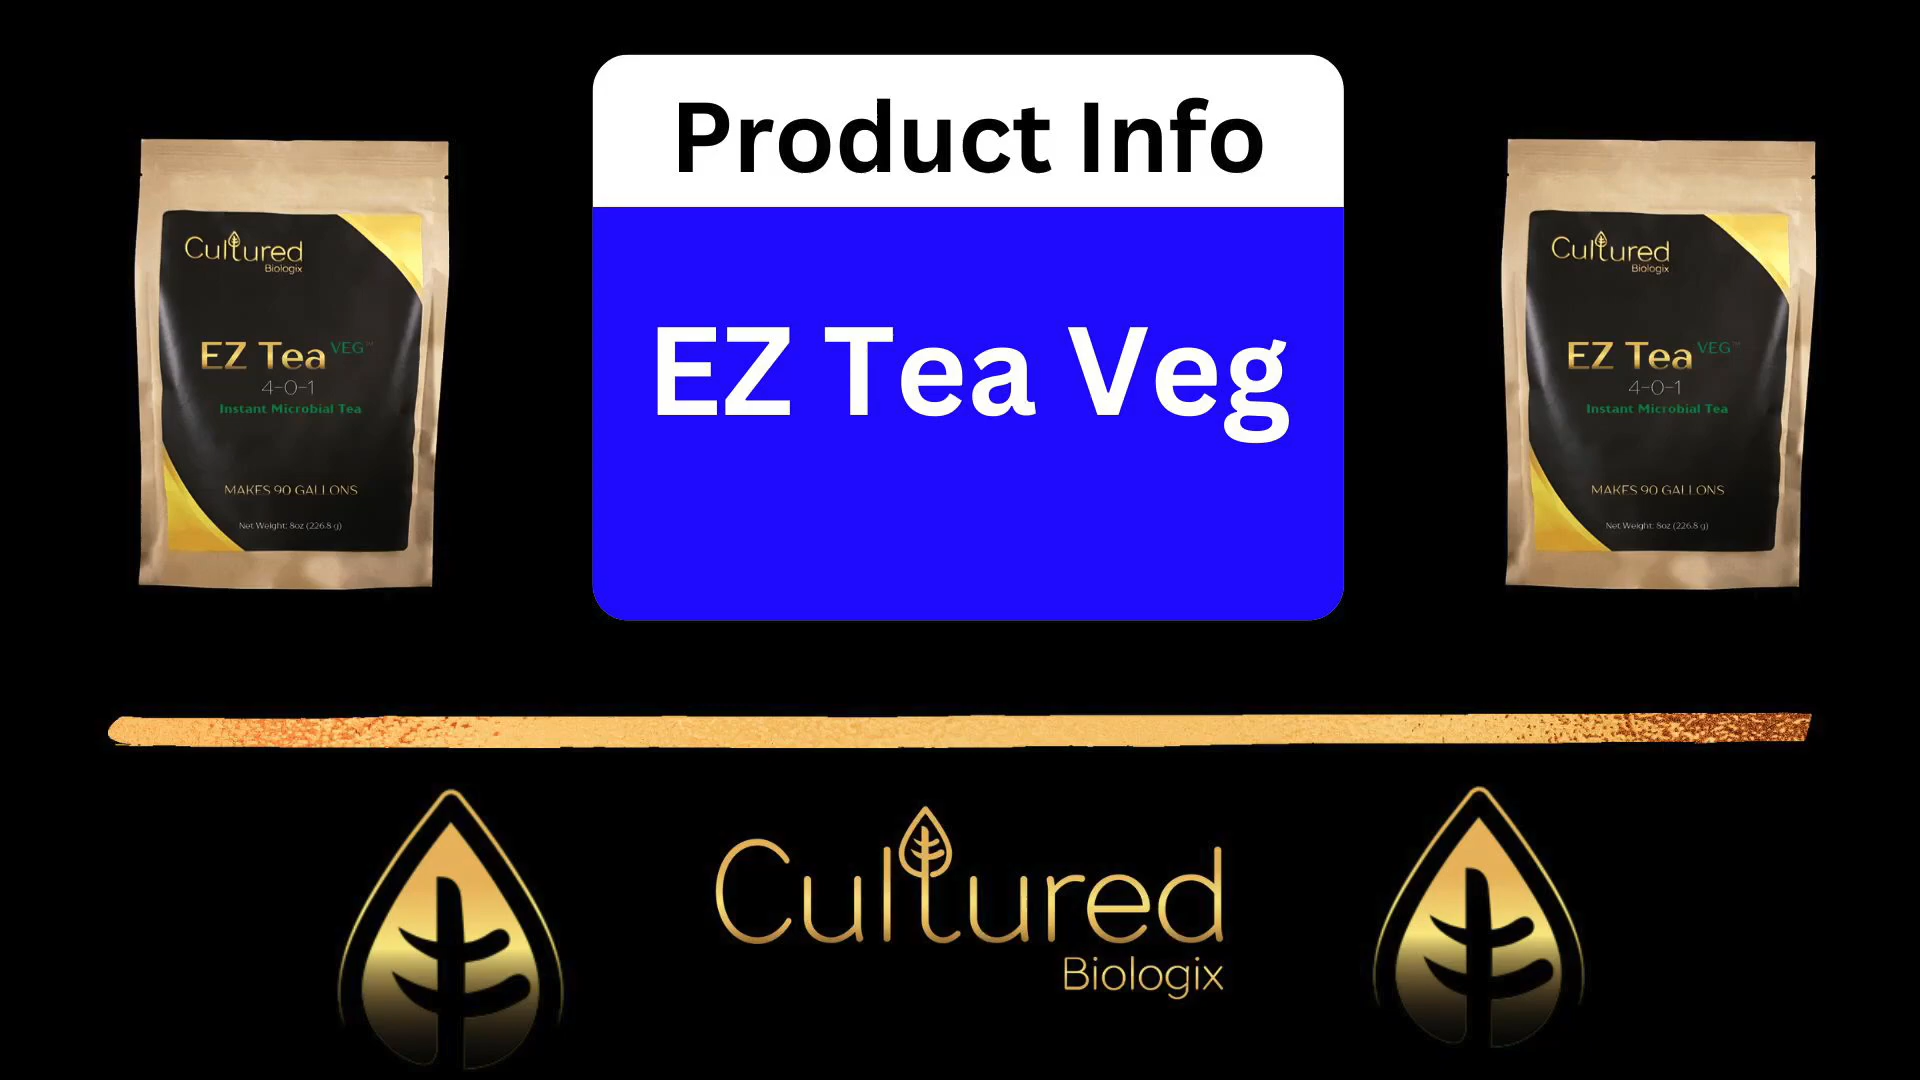 Product Info
EZ Tea Veg
Cultured
Biologix
EZ Tea VEG™
4-0-1
Instant Microbial Tea
MAKES 90 GALLONS
Net Weight: 8oz (226.8 g)
Cultured
Biologix
EZ Tea VEG™
4-0-1
Instant Microbial Tea
MAKES 90 GALLONS
Net Weight: 8oz (226.8 g)
Cultured
Biologix